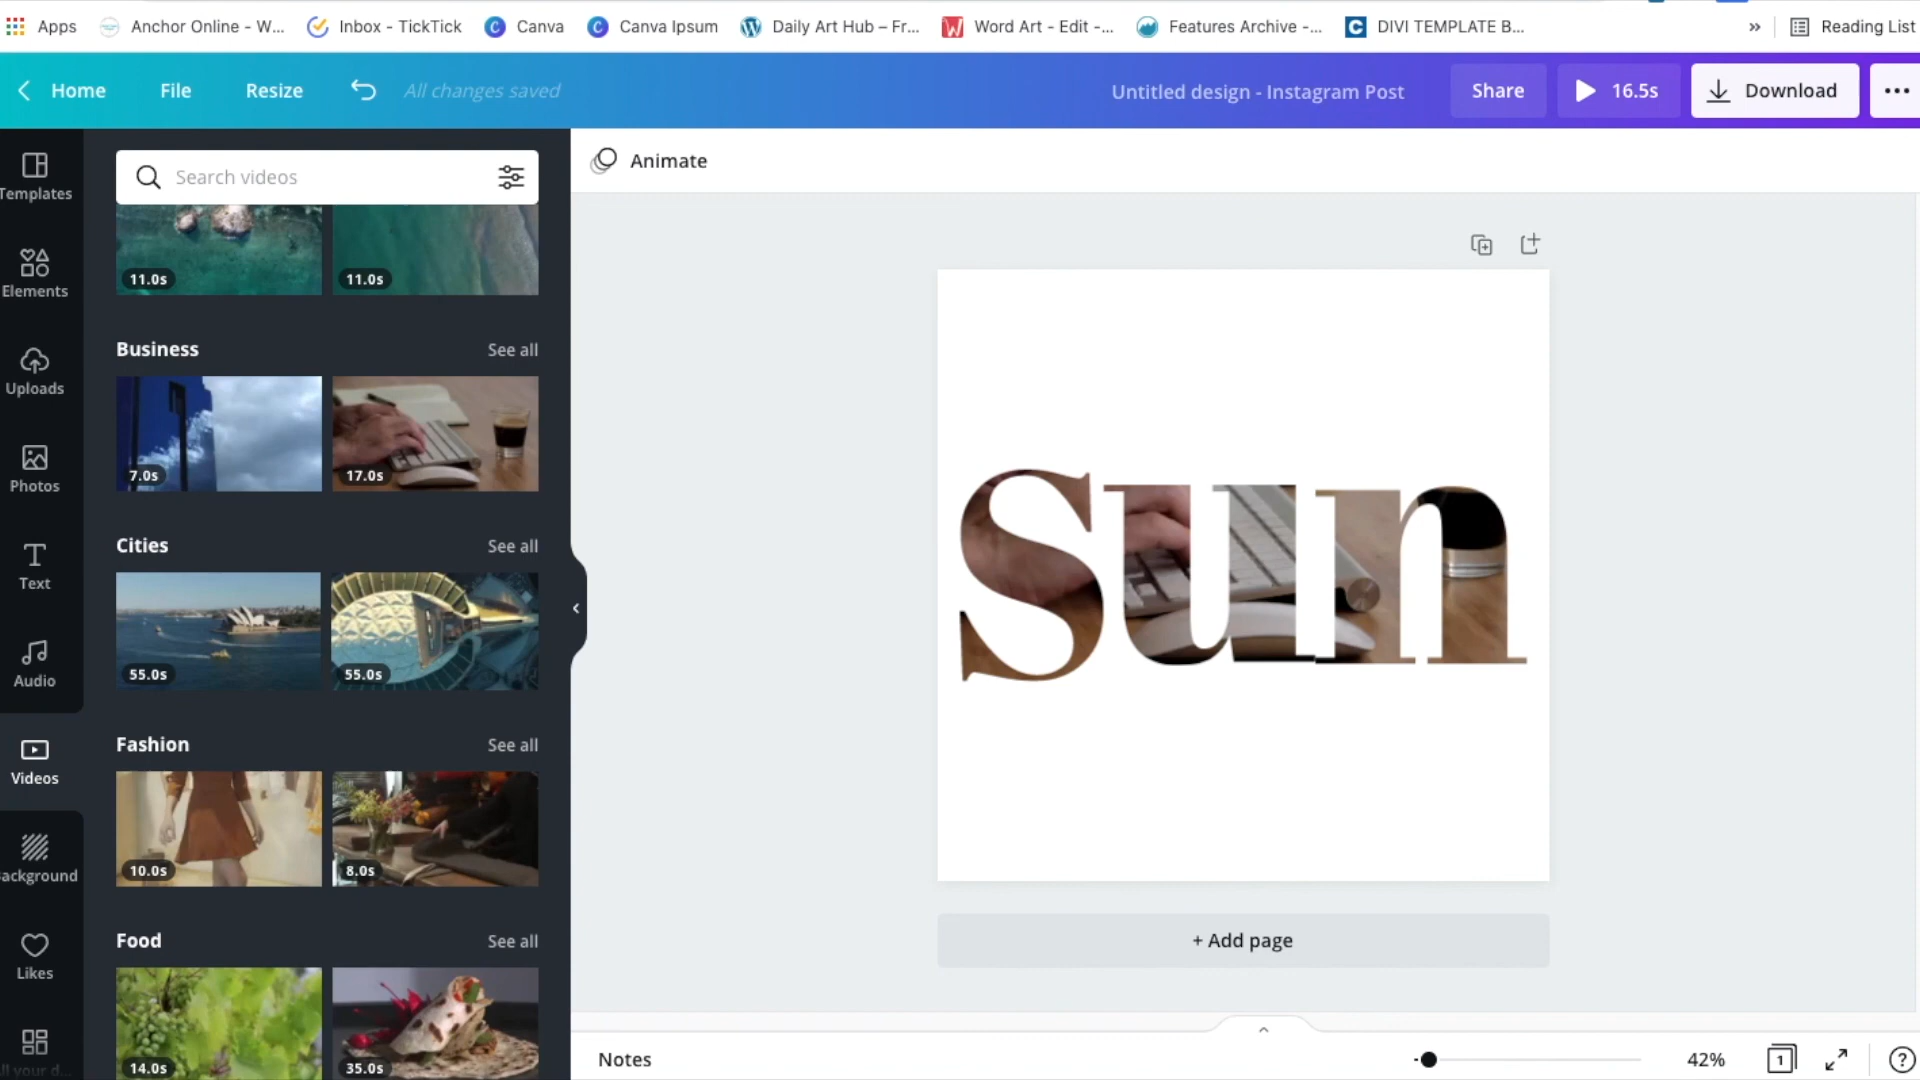 Apps
Anchor Online - W...
Inbox - TickTick
Canva
Canva Ipsum
Daily Art Hub – Fr...
Word Art - Edit -...
Features Archive -...
DIVI TEMPLATE B...
»
Reading List
Home
File
Resize
All changes saved
Untitled design - Instagram Post
Share
16.5s
Download
Templates
Elements
Uploads
Photos
Text
Audio
Videos
ackground
Likes
ll your d...
Search videos
11.0s
11.0s
Business
See all
7.0s
17.0s
Cities
See all
55.0s
55.0s
Fashion
See all
10.0s
8.0s
Food
See all
14.0s
35.0s
Animate
Sun
+ Add page
Notes
42%
1
?